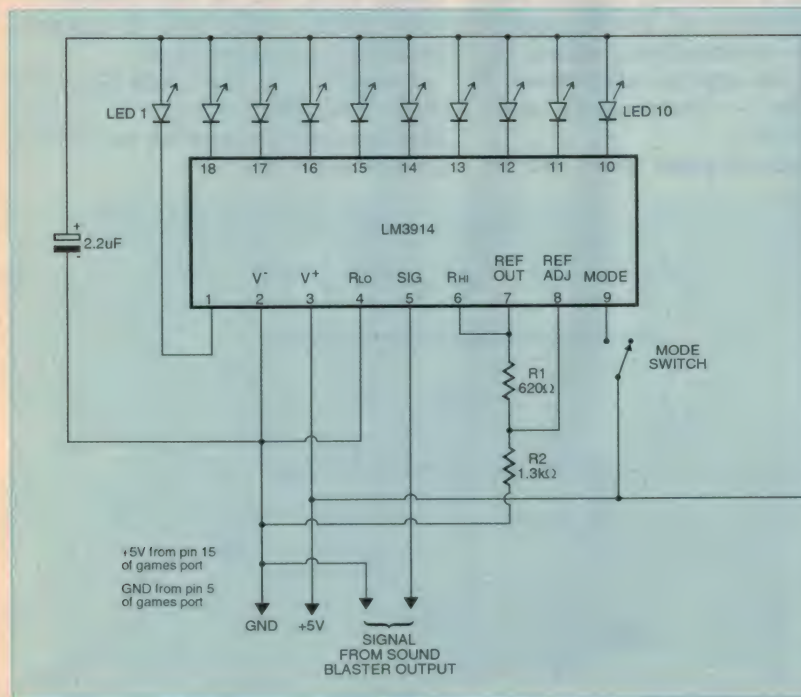 LED 1
LED 10
18 17 16 15 14 13 12 11 10
2.2uF
+
-
LM3914
V- V+ RLO SIG RHI REF OUT REF ADJ MODE
1 2 3 4 5 6 7 8 9
MODE
SWITCH
R1
620Ω
R2
1.3kΩ
+5V from pin 15
of games port
GND from pin 5
of games port
GND +5V
SIGNAL
FROM SOUND
BLASTER OUTPUT